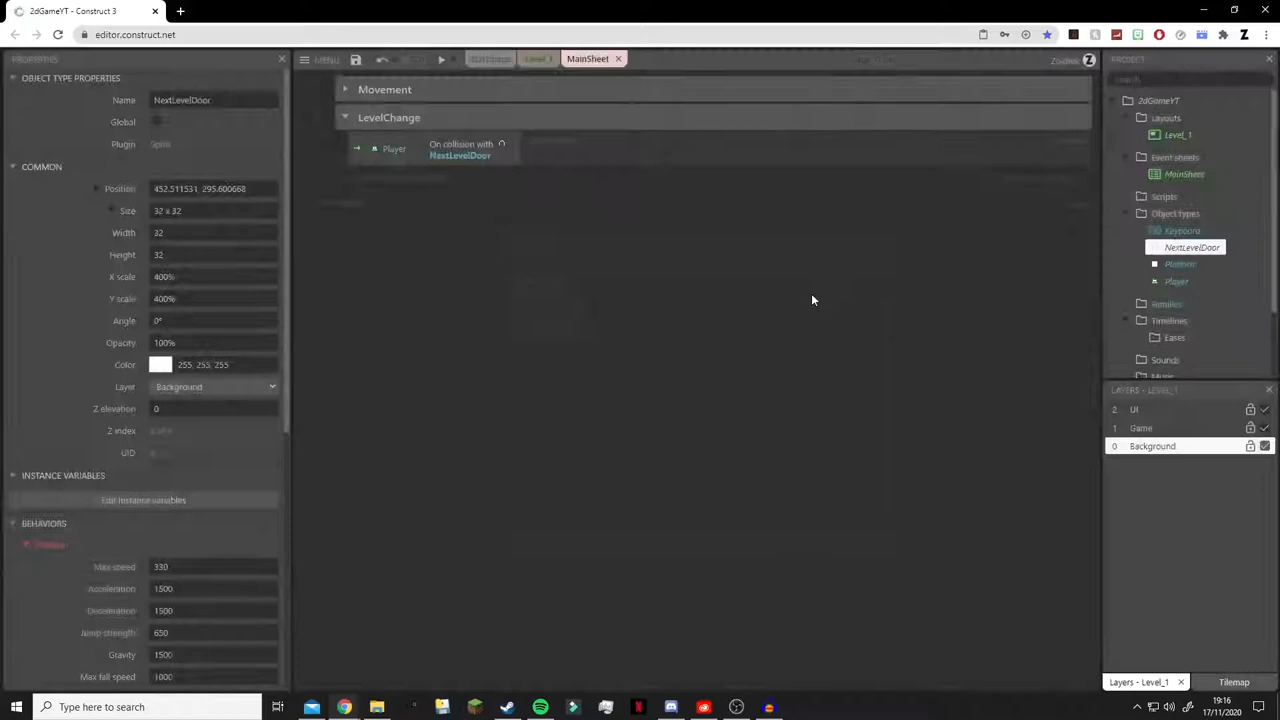 2dGameYT - Construct 3
editor.construct.net
PROPERTIES
OBJECT TYPE PROPERTIES
Name NextLevelDoor
Global
Plugin Sprite
COMMON
Position 452.511531, 295.600668
Size 32 x 32
Width 32
Height 32
X scale 400%
Y scale 400%
Angle 0°
Opacity 100%
Color 255, 255, 255
Layer Background
Z elevation 0
Z index
UID
INSTANCE VARIABLES
Edit instance variables
BEHAVIORS
Max speed 330
Acceleration 1500
Deceleration 1500
Jump strength 650
Gravity 1500
Max fall speed 1000
MENU
Level_1
MainSheet
Movement
LevelChange
Player On collision with
NextLevelDoor
PROJECT
Search
2dGameYT
Layouts
Level_1
Event sheets
MainSheet
Scripts
Object types
Keyboard
NextLevelDoor
Platform
Player
Families
Timelines
Eases
Sounds
Music
LAYERS - LEVEL_1
2 UI
1 Game
0 Background
Layers - Level_1
Tilemap
Type here to search
19:16
17/11/2020